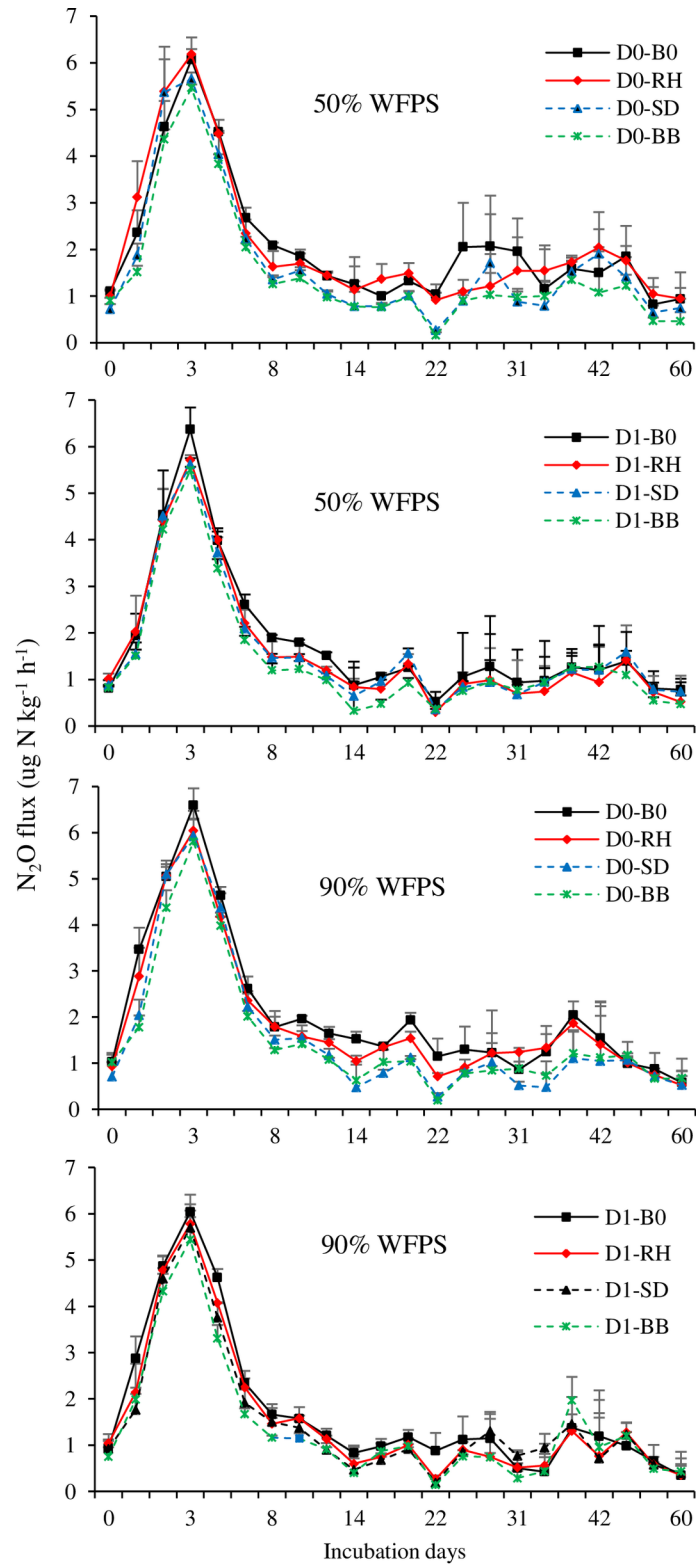 N₂O flux (ug N kg⁻¹ h⁻¹)
7
6
5
4
3
2
1
0
50% WFPS
D0-B0
D0-RH
D0-SD
D0-BB
0 3 8 14 22 31 42 60
7
6
5
4
3
2
1
0
50% WFPS
D1-B0
D1-RH
D1-SD
D1-BB
0 3 8 14 22 31 42 60
7
6
5
4
3
2
1
0
90% WFPS
D0-B0
D0-RH
D0-SD
D0-BB
0 3 8 14 22 31 42 60
7
6
5
4
3
2
1
0
90% WFPS
D1-B0
D1-RH
D1-SD
D1-BB
0 3 8 14 22 31 42 60
Incubation days